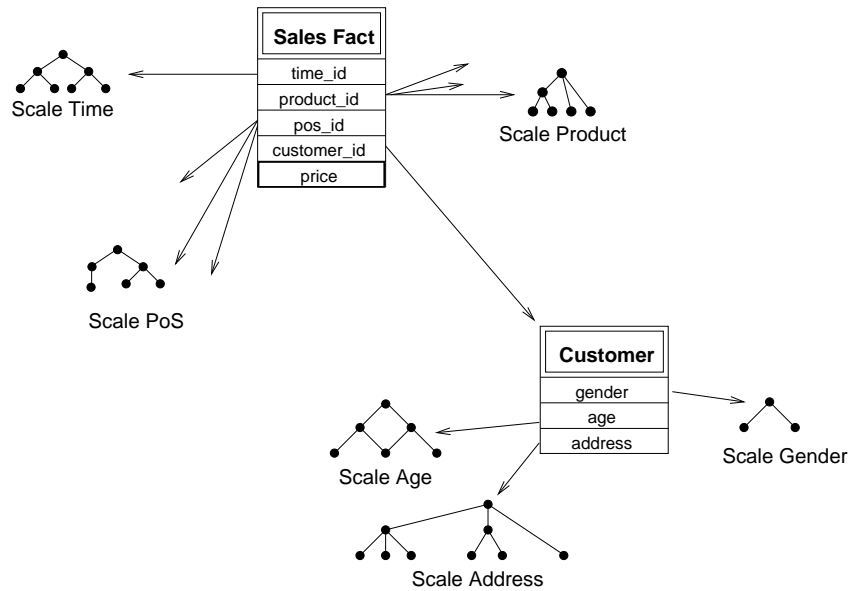 Sales Fact
time_id
product_id
pos_id
customer_id
price
Scale Time
Scale Product
Scale PoS
Customer
gender
age
address
Scale Age
Scale Gender
Scale Address